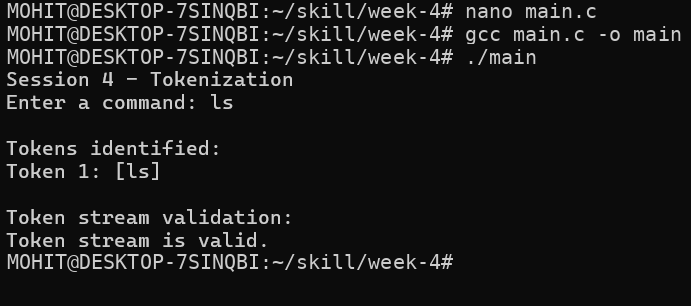 MOHIT@DESKTOP-7SINQBI:~/skill/week-4# nano main.c
MOHIT@DESKTOP-7SINQBI:~/skill/week-4# gcc main.c -o main
MOHIT@DESKTOP-7SINQBI:~/skill/week-4# ./main
Session 4 - Tokenization
Enter a command: ls

Tokens identified:
Token 1: [ls]

Token stream validation:
Token stream is valid.
MOHIT@DESKTOP-7SINQBI:~/skill/week-4#